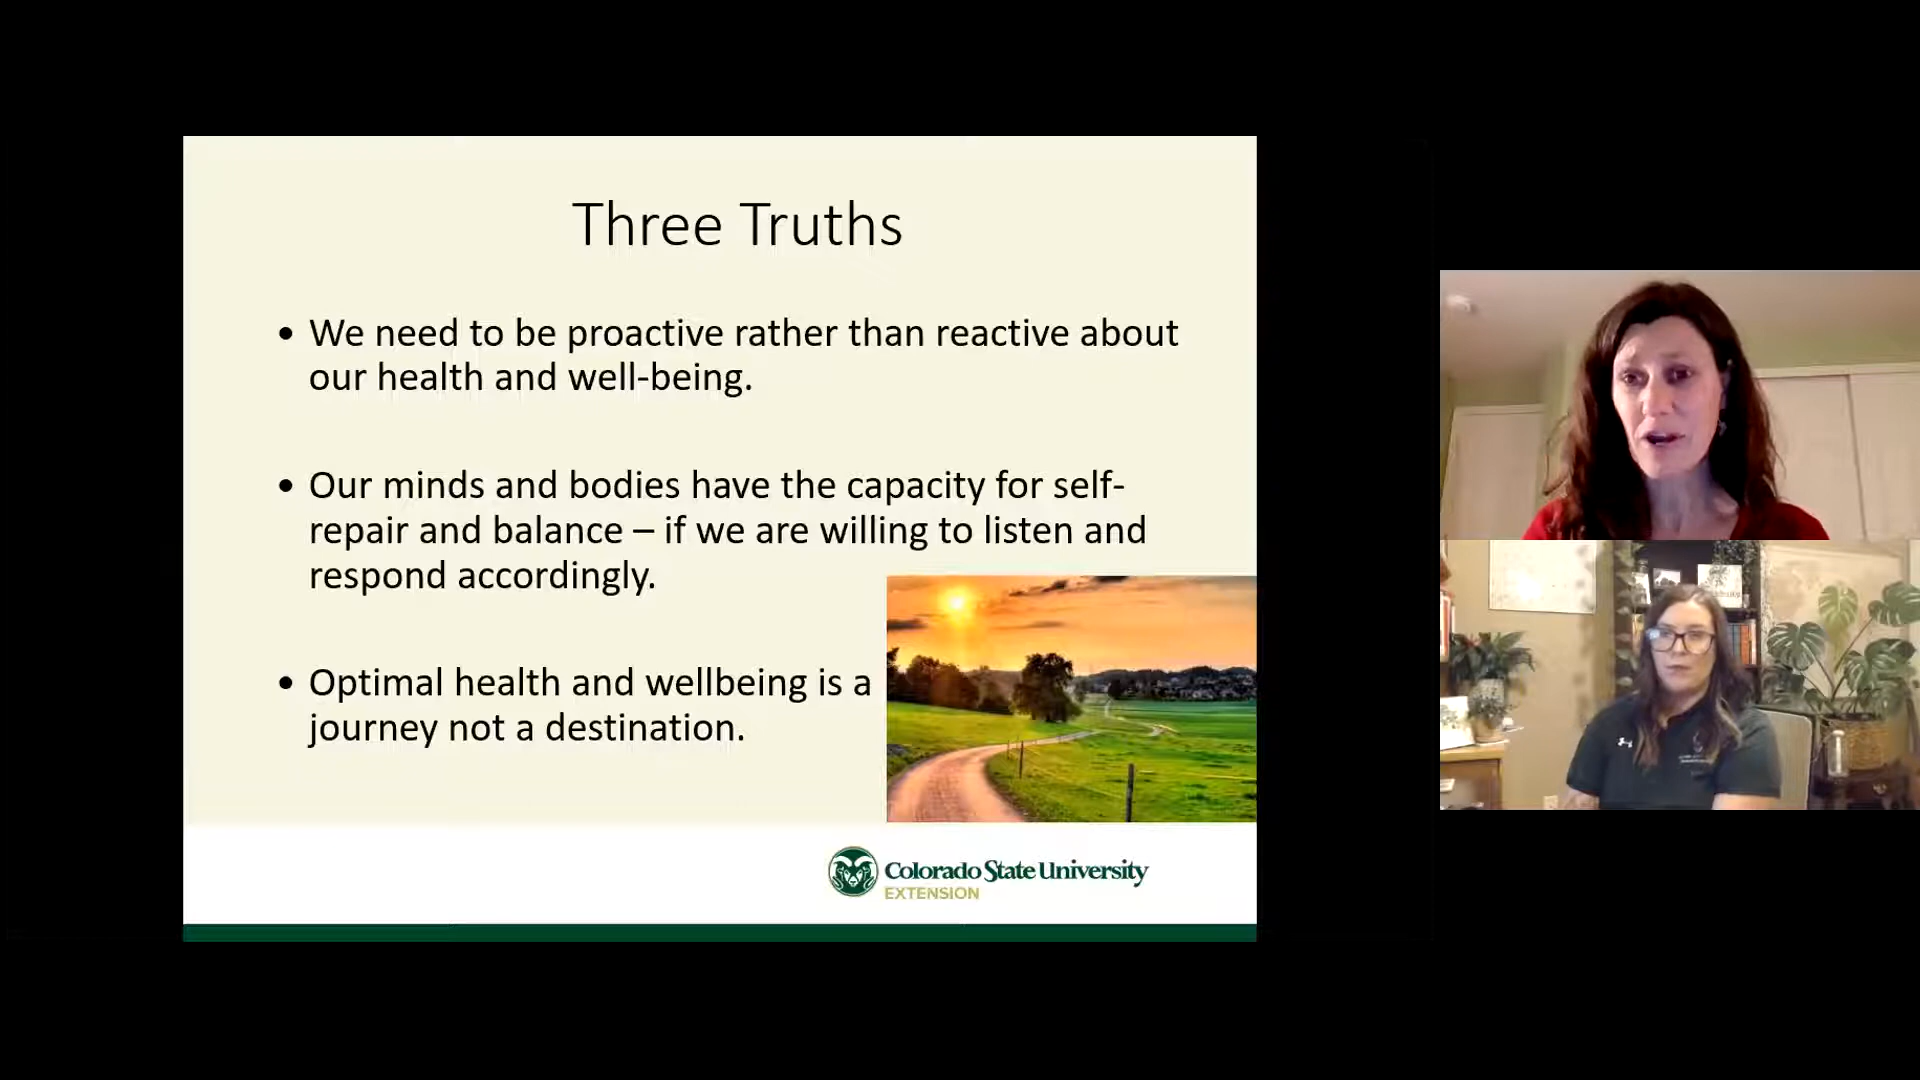 Three Truths
• We need to be proactive rather than reactive about
our health and well-being.
• Our minds and bodies have the capacity for self-
repair and balance – if we are willing to listen and
respond accordingly.
• Optimal health and wellbeing is a
journey not a destination.
Colorado State University
EXTENSION